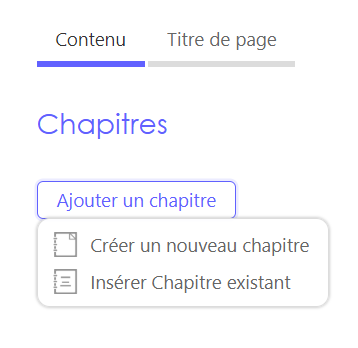 Contenu
Titre de page
Chapitres
Ajouter un chapitre
Créer un nouveau chapitre
Insérer Chapitre existant